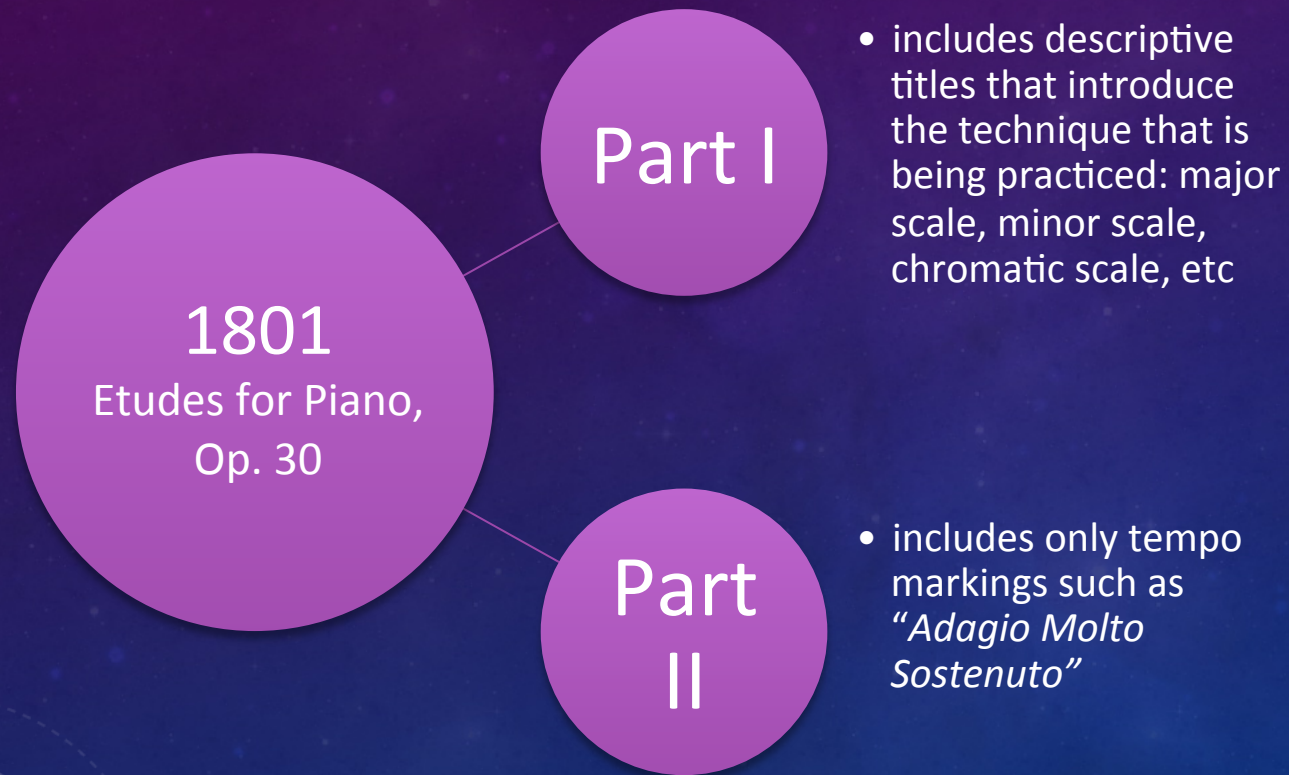 1801
Etudes for Piano,
Op. 30
Part I
• includes descriptive
titles that introduce
the technique that is
being practiced: major
scale, minor scale,
chromatic scale, etc
Part
II
• includes only tempo
markings such as
“Adagio Molto
Sostenuto”